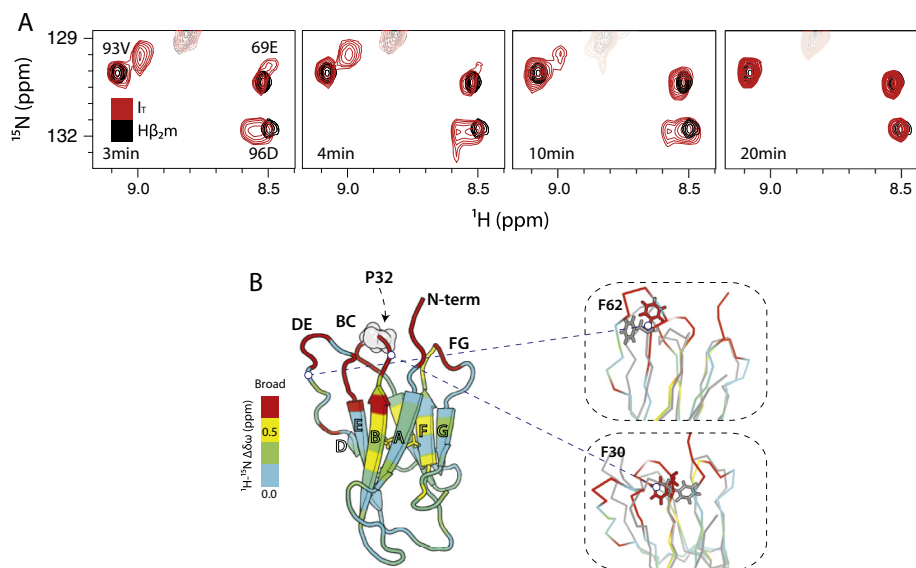 A
129
132
¹⁵N (ppm)
93V
69E
I_T
Hβ₂m
3min
96D
4min
10min
20min
9.0
8.5
9.0
8.5
9.0
8.5
9.0
8.5
¹H (ppm)
B
P32
N-term
DE
BC
FG
F62
Broad
0.5
0.0
¹H-¹⁵N Δδω (ppm)
D
E
B
A
F
G
F30